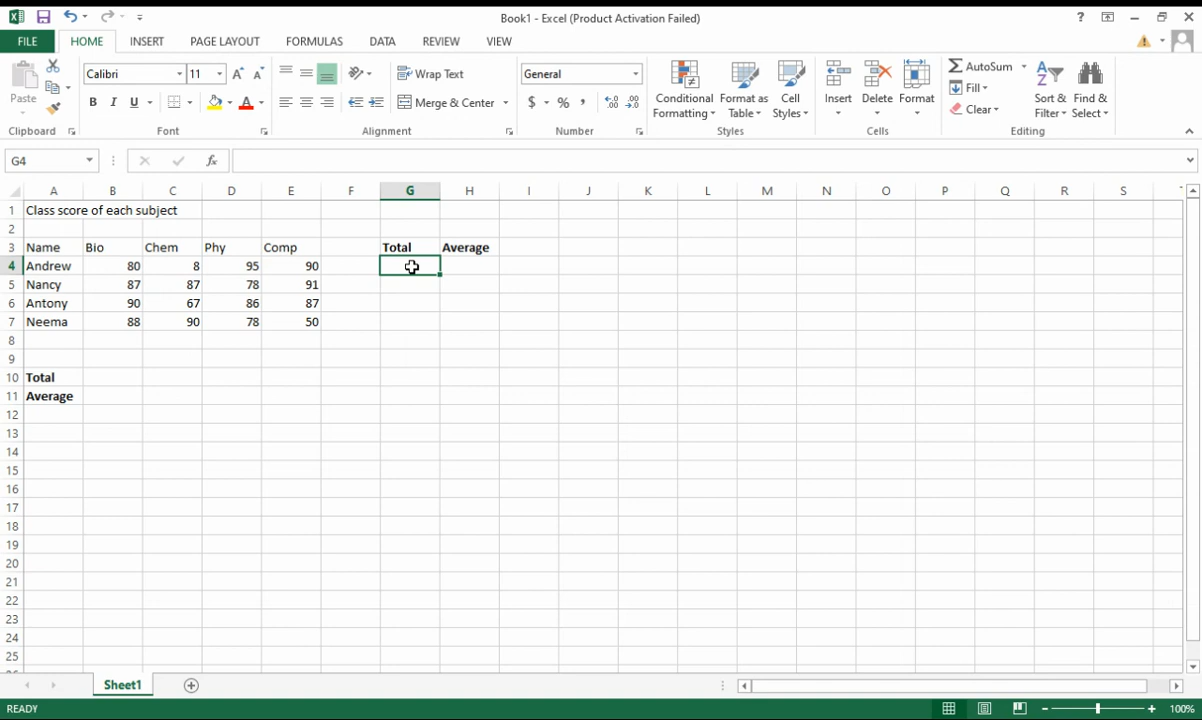 Book1 - Excel (Product Activation Failed)
FILE HOME INSERT PAGE LAYOUT FORMULAS DATA REVIEW VIEW
Paste Calibri 11 Wrap Text General Conditional Formatting Format as Table Cell Styles Insert Delete Format AutoSum Sort & Filter Find & Select
B I U Merge & Center $ % , Fill Clear
Clipboard Font Alignment Number Styles Cells Editing
G4 fx
A B C D E F G H I J K L M N O P Q R S
1 Class score of each subject
2
3 Name Bio Chem Phy Comp Total Average
4 Andrew 80 8 95 90
5 Nancy 87 87 78 91
6 Antony 90 67 86 87
7 Neema 88 90 78 50
8
9
10 Total
11 Average
12
13
14
15
16
17
18
19
20
21
22
23
24
25
Sheet1
READY 100%